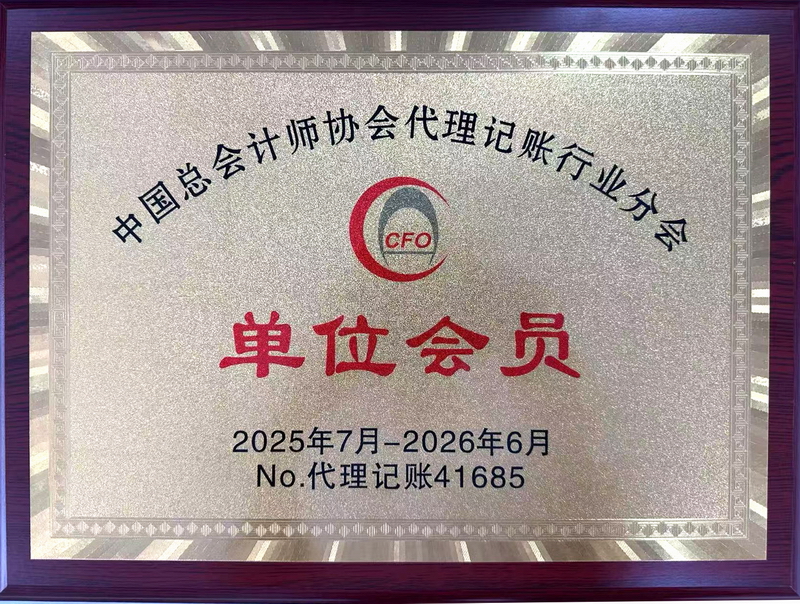 中国总会计师协会代理记账行业分会
CFO
单位会员
2025年7月-2026年6月
No.代理记账41685